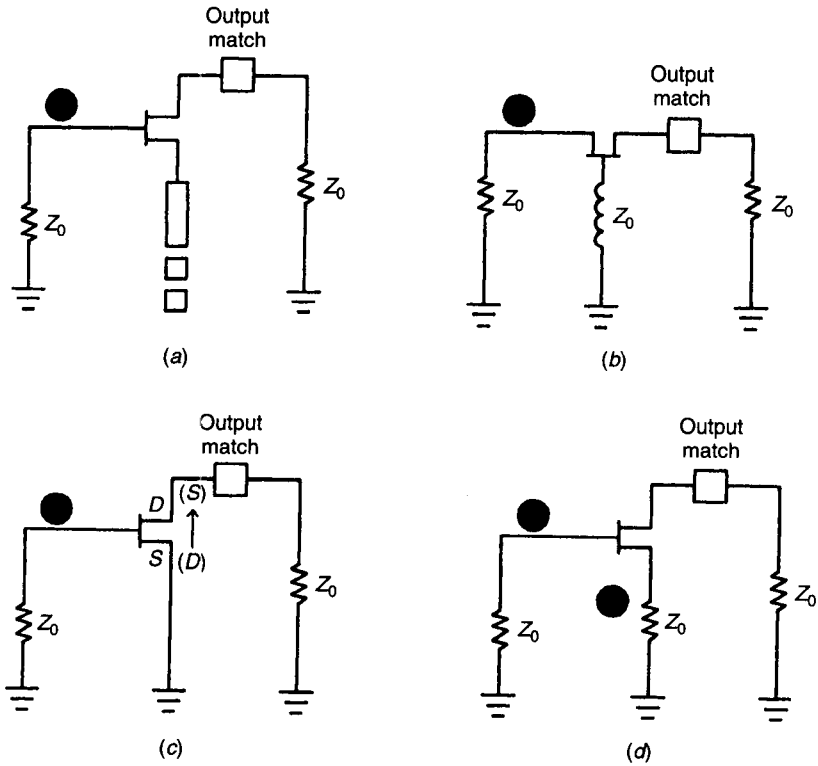 Output
match
Z₀
Z₀
(a)
Output
match
Z₀
Z₀
Z₀
(b)
Output
match
D
(S)
S
(D)
Z₀
Z₀
(c)
Output
match
Z₀
Z₀
Z₀
(d)